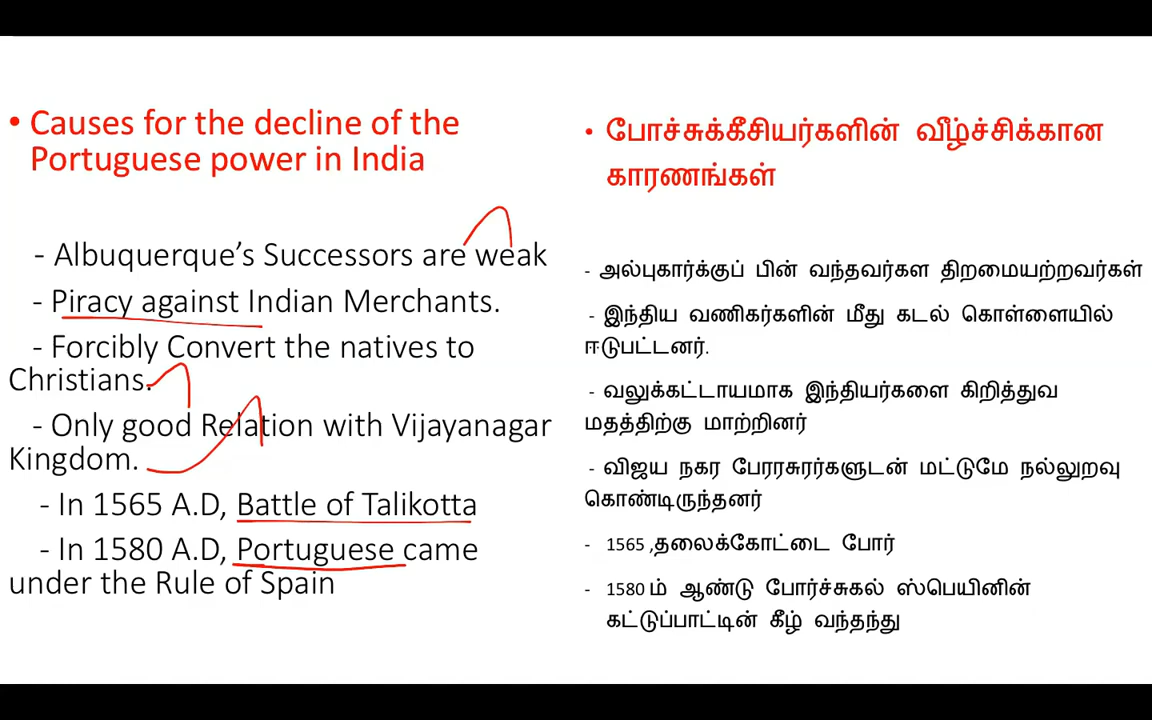 • Causes for the decline of the
Portuguese power in India
- Albuquerque’s Successors are weak
- Piracy against Indian Merchants.
- Forcibly Convert the natives to
Christians.
- Only good Relation with Vijayanagar
Kingdom.
- In 1565 A.D, Battle of Talikotta
- In 1580 A.D, Portuguese came
under the Rule of Spain
• போச்சுக்கீசியர்களின் வீழ்ச்சிக்கான
காரணங்கள்
- அல்புகார்க்குப் பின் வந்தவர்கள திறமையற்றவர்கள்
- இந்திய வணிகர்களின் மீது கடல் கொள்ளையில்
ஈடுபட்டனர்.
- வலுக்கட்டாயமாக இந்தியர்களை கிறித்துவ
மதத்திற்கு மாற்றினர்
- விஜய நகர பேரரசுரர்களுடன் மட்டுமே நல்லுறவு
கொண்டிருந்தனர்
- 1565 ,தலைக்கோட்டை போர்
- 1580 ம் ஆண்டு போர்ச்சுகல் ஸ்பெயினின்
கட்டுப்பாட்டின் கீழ் வந்தந்து